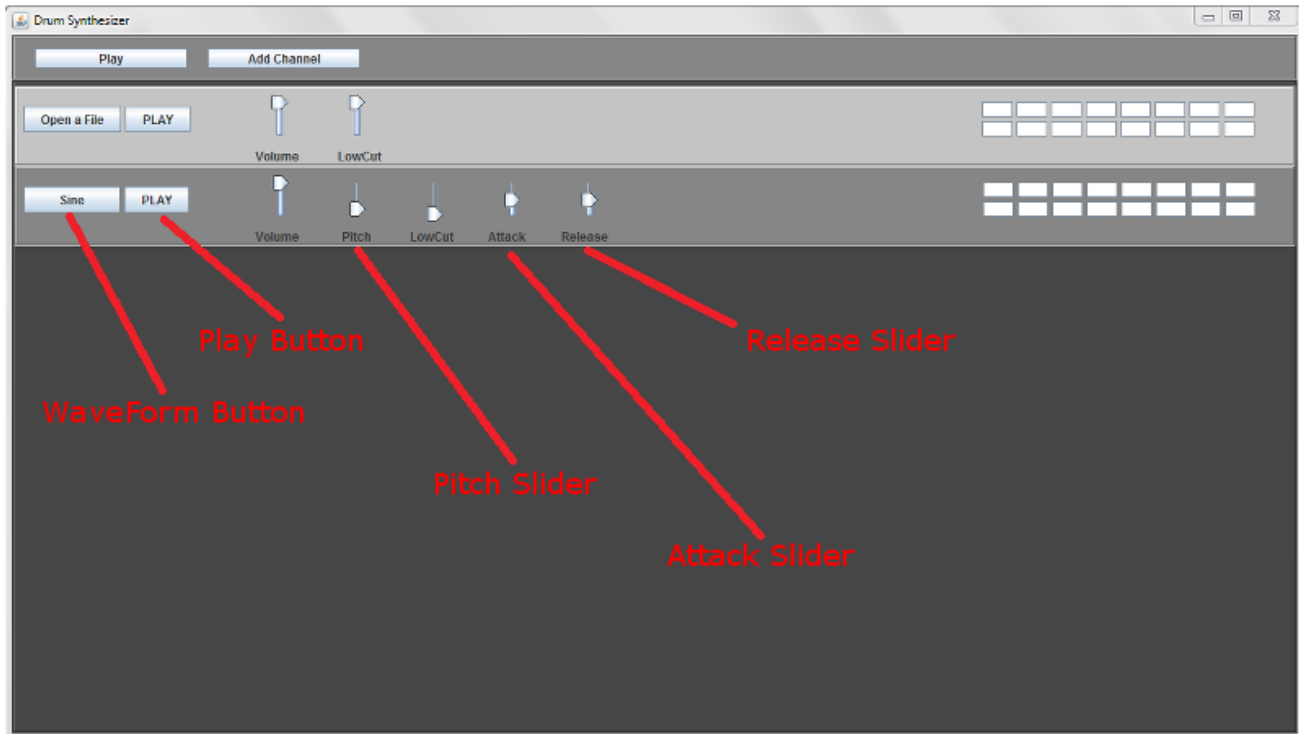 Drum Synthesizer
Play Add Channel
Open a File PLAY
Volume LowCut
Sine PLAY
Volume Pitch LowCut Attack Release
Play Button
Release Slider
WaveForm Button
Pitch Slider
Attack Slider